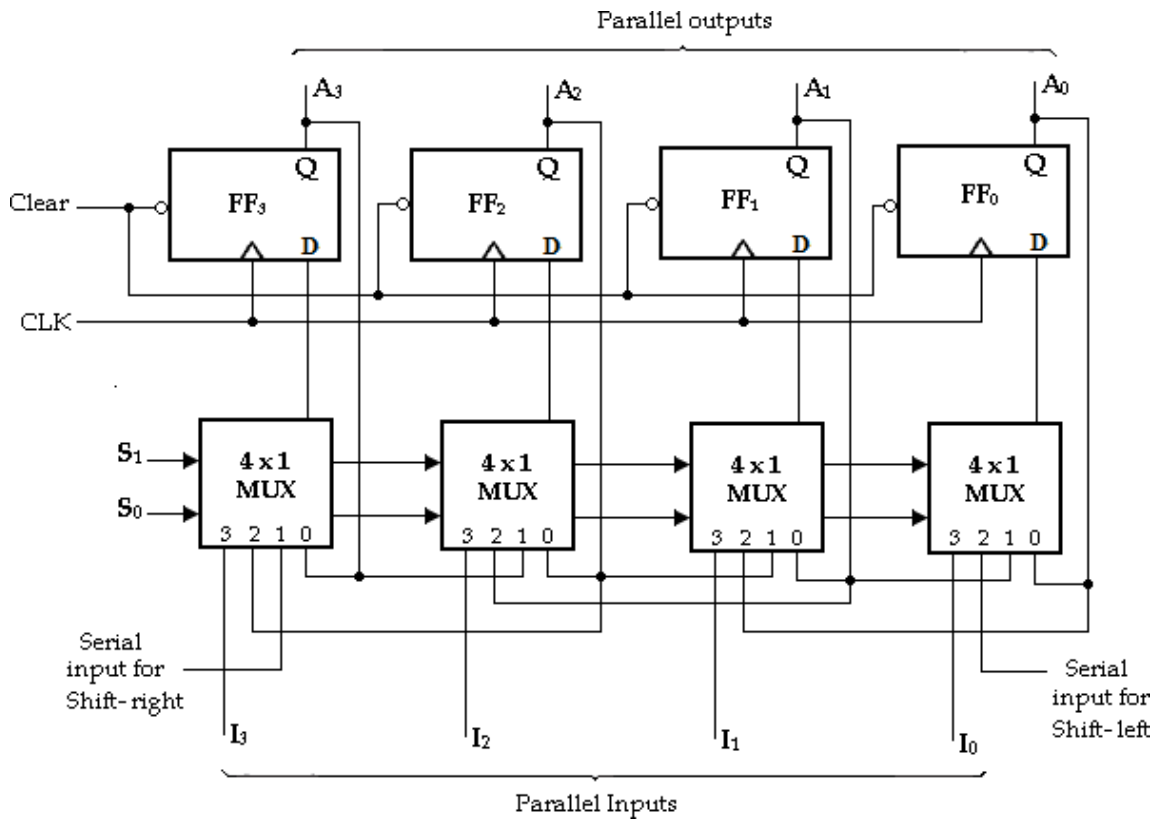 Parallel outputs
A₃
A₂
A₁
A₀
Q
Q
Q
Q
Clear
FF₃
FF₂
FF₁
FF₀
D
D
D
D
CLK
S₁
S₀
4 x 1
MUX
4 x 1
MUX
4 x 1
MUX
4 x 1
MUX
3 2 1 0
3 2 1 0
3 2 1 0
3 2 1 0
Serial
input for
Shift- right
Serial
input for
Shift- left
I₃
I₂
I₁
I₀
Parallel Inputs